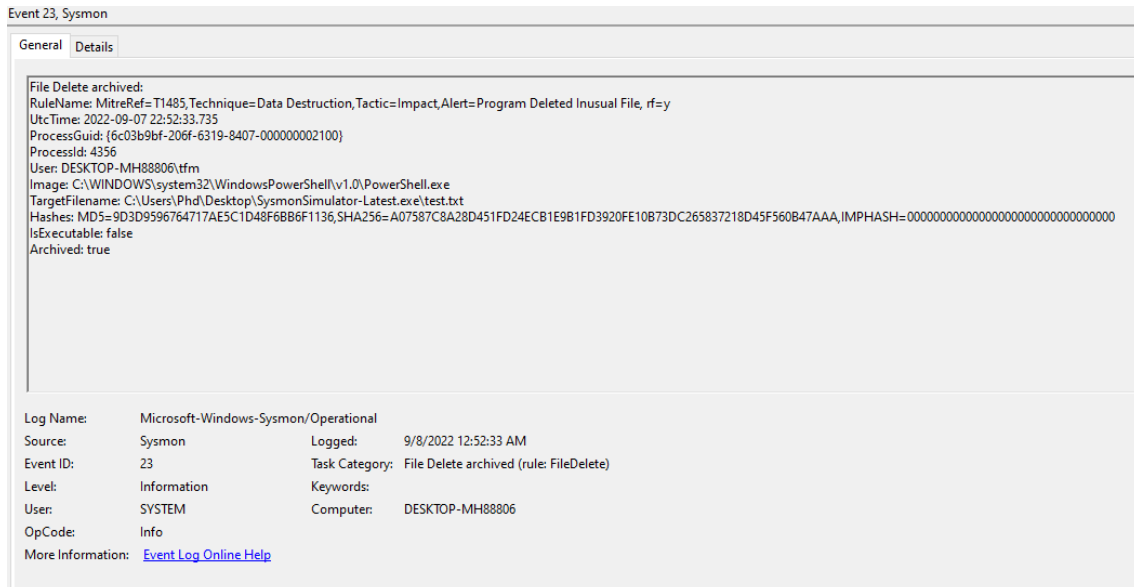 Event 23, Sysmon
General Details
File Delete archived:
RuleName: MitreRef=T1485,Technique=Data Destruction,Tactic=Impact,Alert=Program Deleted Inusual File, rf=y
UtcTime: 2022-09-07 22:52:33.735
ProcessGuid: {6c03b9bf-206f-6319-8407-000000002100}
ProcessId: 4356
User: DESKTOP-MH88806\tfm
Image: C:\WINDOWS\system32\WindowsPowerShell\v1.0\PowerShell.exe
TargetFilename: C:\Users\Phd\Desktop\SysmonSimulator-Latest.exe\test.txt
Hashes: MD5=9D3D9596764717AE5C1D48F6BB6F1136,SHA256=A07587C8A28D451FD24ECB1E9B1FD3920FE10B73DC265837218D45F560B47AAA,IMPHASH=00000000000000000000000000000000
IsExecutable: false
Archived: true
Log Name: Microsoft-Windows-Sysmon/Operational
Source: Sysmon Logged: 9/8/2022 12:52:33 AM
Event ID: 23 Task Category: File Delete archived (rule: FileDelete)
Level: Information Keywords:
User: SYSTEM Computer: DESKTOP-MH88806
OpCode: Info
More Information: Event Log Online Help